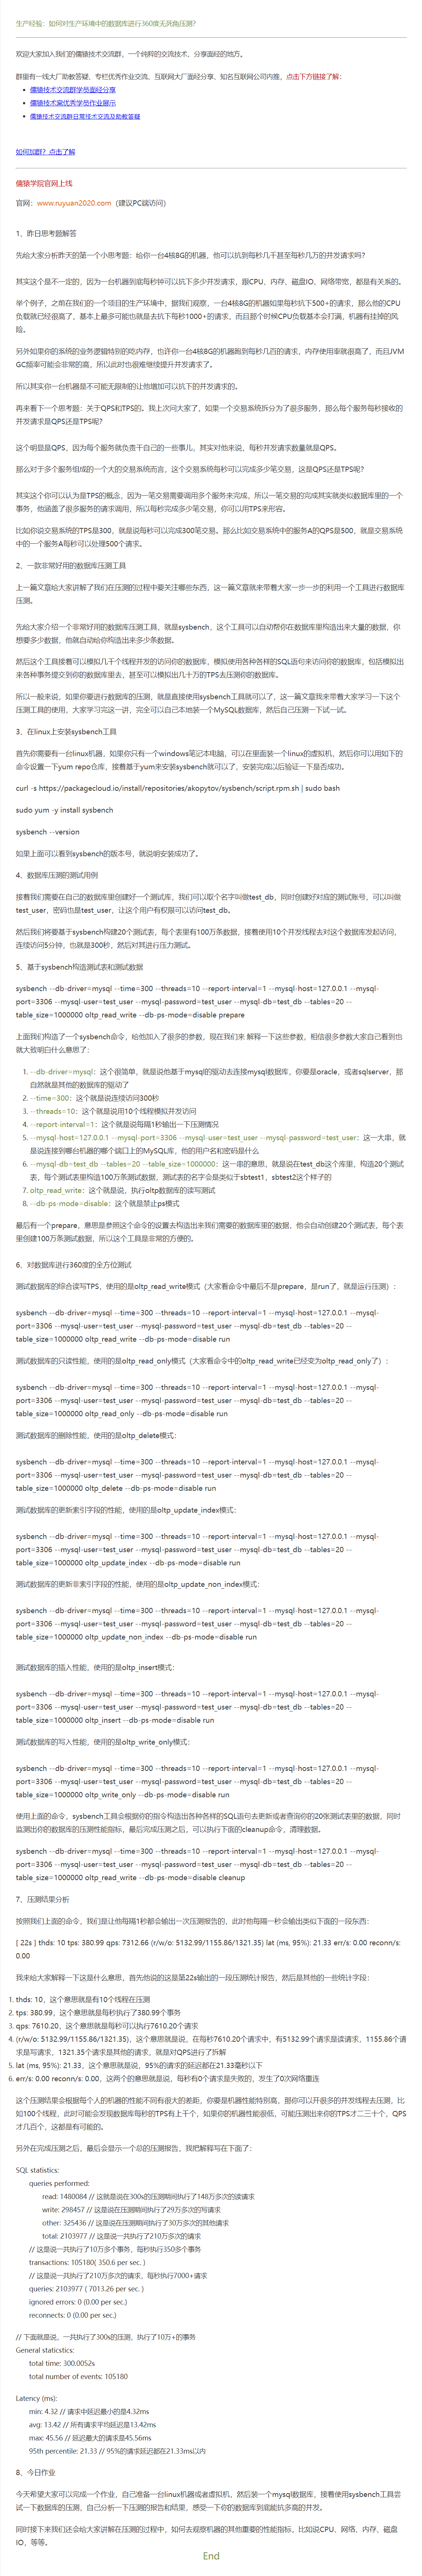 生产经验：如何对生产环境中的数据库进行360度无死角压测？
欢迎大家加入我们的儒猿技术交流群，一个纯粹的交流技术、分享面经的地方。
群里有一线大厂助教答疑、专栏优秀作业交流、互联网大厂面经分享、知名互联网公司内推，点击下方链接了解：
儒猿技术交流群学员面经分享
儒猿技术窝优秀学员作业展示
儒猿技术交流群日常技术交流及助教答疑
如何加群？点击了解
儒猿学院官网上线
官网：www.ruyuan2020.com（建议PC端访问）
1、昨日思考题解答
先给大家分析昨天的第一个小思考题：给你一台4核8G的机器，他可以抗到每秒几千甚至每秒几万的并发请求吗？
其实这个是不一定的，因为一台机器到底每秒钟可以抗下多少并发请求，跟CPU、内存、磁盘IO、网络带宽，都是有关系的。
举个例子，之前在我们的一个项目的生产环境中，据我们观察，一台4核8G的机器如果每秒抗下500+的请求，那么他的CPU
负载就已经很高了，基本上最多可能也就是去抗下每秒1000+的请求，而且那个时候CPU负载基本会打满，机器有挂掉的风
险。
另外如果你的系统的业务逻辑特别的吃内存，也许你一台4核8G的机器跑到每秒几百的请求，内存使用率就很高了，而且JVM
GC频率可能会非常的高，所以此时也很难继续提升并发请求了。
所以其实你一台机器是不可能无限制的让他增加可以抗下的并发请求的。
再来看下一个思考题：关于QPS和TPS的。我上次问大家了，如果一个交易系统拆分为了很多服务，那么每个服务每秒接收的
并发请求是QPS还是TPS呢？
这个明显是QPS，因为每个服务就负责干自己的一些事儿，其实对他来说，每秒并发请求数量就是QPS。
那么对于多个服务组成的一个大的交易系统而言，这个交易系统每秒可以完成多少笔交易，这是QPS还是TPS呢？
其实这个你可以认为是TPS的概念，因为一笔交易需要调用多个服务来完成，所以一笔交易的完成其实就类似数据库里的一个
事务，他涵盖了很多服务的请求调用，所以每秒完成多少笔交易，你可以用TPS来形容。
比如你说交易系统的TPS是300，就是说每秒可以完成300笔交易。那么比如交易系统中的服务A的QPS是500，就是交易系统
中的一个服务A每秒可以处理500个请求。
2、一款非常好用的数据库压测工具
上一篇文章给大家讲解了我们在压测的过程中要关注哪些东西，这一篇文章就来带着大家一步一步的利用一个工具进行数据库
压测。
先给大家介绍一个非常好用的数据库压测工具，就是sysbench，这个工具可以自动帮你在数据库里构造出来大量的数据，你
想要多少数据，他就自动给你构造出来多少条数据。
然后这个工具接着可以模拟几千个线程并发的访问你的数据库，模拟使用各种各样的SQL语句来访问你的数据库，包括模拟出
来各种事务提交到你的数据库里去，甚至可以模拟出几十万的TPS去压测你的数据库。
所以一般来说，如果你要进行数据库的压测，就是直接使用sysbench工具就可以了，这一篇文章我来带着大家学习一下这个
压测工具的使用，大家学习完这一讲，完全可以自己本地装一个MySQL数据库，然后自己压测一下试一试。
3、在linux上安装sysbench工具
首先你需要有一台linux机器，如果你只有一个windows笔记本电脑，可以在里面装一个linux的虚拟机，然后你可以用如下的
命令设置一下yum repo仓库，接着基于yum来安装sysbench就可以了，安装完成以后验证一下是否成功。
curl -s https://packagecloud.io/install/repositories/akopytov/sysbench/script.rpm.sh | sudo bash
sudo yum -y install sysbench
sysbench --version
如果上面可以看到sysbench的版本号，就说明安装成功了。
4、数据库压测的测试用例
接着我们需要在自己的数据库里创建好一个测试库，我们可以取个名字叫做test_db，同时创建好对应的测试账号，可以叫做
test_user，密码也是test_user，让这个用户有权限可以访问test_db。
然后我们将要基于sysbench构建20个测试表，每个表里有100万条数据，接着使用10个并发线程去对这个数据库发起访问，
连续访问5分钟，也就是300秒，然后对其进行压力测试。
5、基于sysbench构造测试表和测试数据
sysbench --db-driver=mysql --time=300 --threads=10 --report-interval=1 --mysql-host=127.0.0.1 --mysql-
port=3306 --mysql-user=test_user --mysql-password=test_user --mysql-db=test_db --tables=20 --
table_size=1000000 oltp_read_write --db-ps-mode=disable prepare
上面我们构造了一个sysbench命令，给他加入了很多的参数，现在我们来 解释一下这些参数，相信很多参数大家自己看到也
就大致明白什么意思了：
1. --db-driver=mysql：这个很简单，就是说他基于mysql的驱动去连接mysql数据库，你要是oracle，或者sqlserver，那
自然就是其他的数据库的驱动了
2. --time=300：这个就是说连续访问300秒
3. --threads=10：这个就是说用10个线程模拟并发访问
4. --report-interval=1：这个就是说每隔1秒输出一下压测情况
5. --mysql-host=127.0.0.1 --mysql-port=3306 --mysql-user=test_user --mysql-password=test_user：这一大串，就
是说连接到哪台机器的哪个端口上的MySQL库，他的用户名和密码是什么
6. --mysql-db=test_db --tables=20 --table_size=1000000：这一串的意思，就是说在test_db这个库里，构造20个测试
表，每个测试表里构造100万条测试数据，测试表的名字会是类似于sbtest1，sbtest2这个样子的
7. oltp_read_write：这个就是说，执行oltp数据库的读写测试
8. --db-ps-mode=disable：这个就是禁止ps模式
最后有一个prepare，意思是参照这个命令的设置去构造出来我们需要的数据库里的数据，他会自动创建20个测试表，每个表
里创建100万条测试数据，所以这个工具是非常的方便的。
6、对数据库进行360度的全方位测试
测试数据库的综合读写TPS，使用的是oltp_read_write模式（大家看命令中最后不是prepare，是run了，就是运行压测）：
sysbench --db-driver=mysql --time=300 --threads=10 --report-interval=1 --mysql-host=127.0.0.1 --mysql-
port=3306 --mysql-user=test_user --mysql-password=test_user --mysql-db=test_db --tables=20 --
table_size=1000000 oltp_read_write --db-ps-mode=disable run
测试数据库的只读性能，使用的是oltp_read_only模式（大家看命令中的oltp_read_write已经变为oltp_read_only了）：
sysbench --db-driver=mysql --time=300 --threads=10 --report-interval=1 --mysql-host=127.0.0.1 --mysql-
port=3306 --mysql-user=test_user --mysql-password=test_user --mysql-db=test_db --tables=20 --
table_size=1000000 oltp_read_only --db-ps-mode=disable run
测试数据库的删除性能，使用的是oltp_delete模式：
sysbench --db-driver=mysql --time=300 --threads=10 --report-interval=1 --mysql-host=127.0.0.1 --mysql-
port=3306 --mysql-user=test_user --mysql-password=test_user --mysql-db=test_db --tables=20 --
table_size=1000000 oltp_delete --db-ps-mode=disable run
测试数据库的更新索引字段的性能，使用的是oltp_update_index模式：
sysbench --db-driver=mysql --time=300 --threads=10 --report-interval=1 --mysql-host=127.0.0.1 --mysql-
port=3306 --mysql-user=test_user --mysql-password=test_user --mysql-db=test_db --tables=20 --
table_size=1000000 oltp_update_index --db-ps-mode=disable run
测试数据库的更新非索引字段的性能，使用的是oltp_update_non_index模式：
sysbench --db-driver=mysql --time=300 --threads=10 --report-interval=1 --mysql-host=127.0.0.1 --mysql-
port=3306 --mysql-user=test_user --mysql-password=test_user --mysql-db=test_db --tables=20 --
table_size=1000000 oltp_update_non_index --db-ps-mode=disable run
测试数据库的插入性能，使用的是oltp_insert模式：
sysbench --db-driver=mysql --time=300 --threads=10 --report-interval=1 --mysql-host=127.0.0.1 --mysql-
port=3306 --mysql-user=test_user --mysql-password=test_user --mysql-db=test_db --tables=20 --
table_size=1000000 oltp_insert --db-ps-mode=disable run
测试数据库的写入性能，使用的是oltp_write_only模式：
sysbench --db-driver=mysql --time=300 --threads=10 --report-interval=1 --mysql-host=127.0.0.1 --mysql-
port=3306 --mysql-user=test_user --mysql-password=test_user --mysql-db=test_db --tables=20 --
table_size=1000000 oltp_write_only --db-ps-mode=disable run
使用上面的命令，sysbench工具会根据你的指令构造出各种各样的SQL语句去更新或者查询你的20张测试表里的数据，同时
监测出你的数据库的压测性能指标，最后完成压测之后，可以执行下面的cleanup命令，清理数据。
sysbench --db-driver=mysql --time=300 --threads=10 --report-interval=1 --mysql-host=127.0.0.1 --mysql-
port=3306 --mysql-user=test_user --mysql-password=test_user --mysql-db=test_db --tables=20 --
table_size=1000000 oltp_read_write --db-ps-mode=disable cleanup
7、压测结果分析
按照我们上面的命令，我们是让他每隔1秒都会输出一次压测报告的，此时他每隔一秒会输出类似下面的一段东西：
[ 22s ] thds: 10 tps: 380.99 qps: 7312.66 (r/w/o: 5132.99/1155.86/1321.35) lat (ms, 95%): 21.33 err/s: 0.00 reconn/s:
0.00
我来给大家解释一下这是什么意思，首先他说的这是第22s输出的一段压测统计报告，然后是其他的一些统计字段：
1. thds: 10，这个意思就是有10个线程在压测
2. tps: 380.99，这个意思就是每秒执行了380.99个事务
3. qps: 7610.20，这个意思就是每秒可以执行7610.20个请求
4. (r/w/o: 5132.99/1155.86/1321.35)，这个意思就是说，在每秒7610.20个请求中，有5132.99个请求是读请求，1155.86个请
求是写请求，1321.35个请求是其他的请求，就是对QPS进行了拆解
5. lat (ms, 95%): 21.33，这个意思就是说，95%的请求的延迟都在21.33毫秒以下
6. err/s: 0.00 reconn/s: 0.00，这两个的意思就是说，每秒有0个请求是失败的，发生了0次网络重连
这个压测结果会根据每个人的机器的性能不同有很大的差距，你要是机器性能特别高，那你可以开很多的并发线程去压测，比
如100个线程，此时可能会发现数据库每秒的TPS有上千个，如果你的机器性能很低，可能压测出来你的TPS才二三十个，QPS
才几百个，这都是有可能的。
另外在完成压测之后，最后会显示一个总的压测报告，我把解释写在下面了：
SQL statistics:
queries performed:
read: 1480084 // 这就是说在300s的压测期间执行了148万多次的读请求
write: 298457 // 这是说在压测期间执行了29万多次的写请求
other: 325436 // 这是说在压测期间执行了30万多次的其他请求
total: 2103977 // 这是说一共执行了210万多次的请求
// 这是说一共执行了10万多个事务，每秒执行350多个事务
transactions: 105180( 350.6 per sec. )
// 这是说一共执行了210万多次的请求，每秒执行7000+请求
queries: 2103977 ( 7013.26 per sec. )
ignored errors: 0 (0.00 per sec.)
reconnects: 0 (0.00 per sec.)
// 下面就是说，一共执行了300s的压测，执行了10万+的事务
General staticstics:
total time: 300.0052s
total number of events: 105180
Latency (ms):
min: 4.32 // 请求中延迟最小的是4.32ms
avg: 13.42 // 所有请求平均延迟是13.42ms
max: 45.56 // 延迟最大的请求是45.56ms
95th percentile: 21.33 // 95%的请求延迟都在21.33ms以内
8、今日作业
今天希望大家可以完成一个作业，自己准备一台linux机器或者虚拟机，然后装一个mysql数据库，接着使用sysbench工具尝
试一下数据库的压测，自己分析一下压测的报告和结果，感受一下你的数据库到底能抗多高的并发。
同时接下来我们还会给大家讲解在压测的过程中，如何去观察机器的其他重要的性能指标，比如说CPU、网络、内存、磁盘
IO，等等。
End